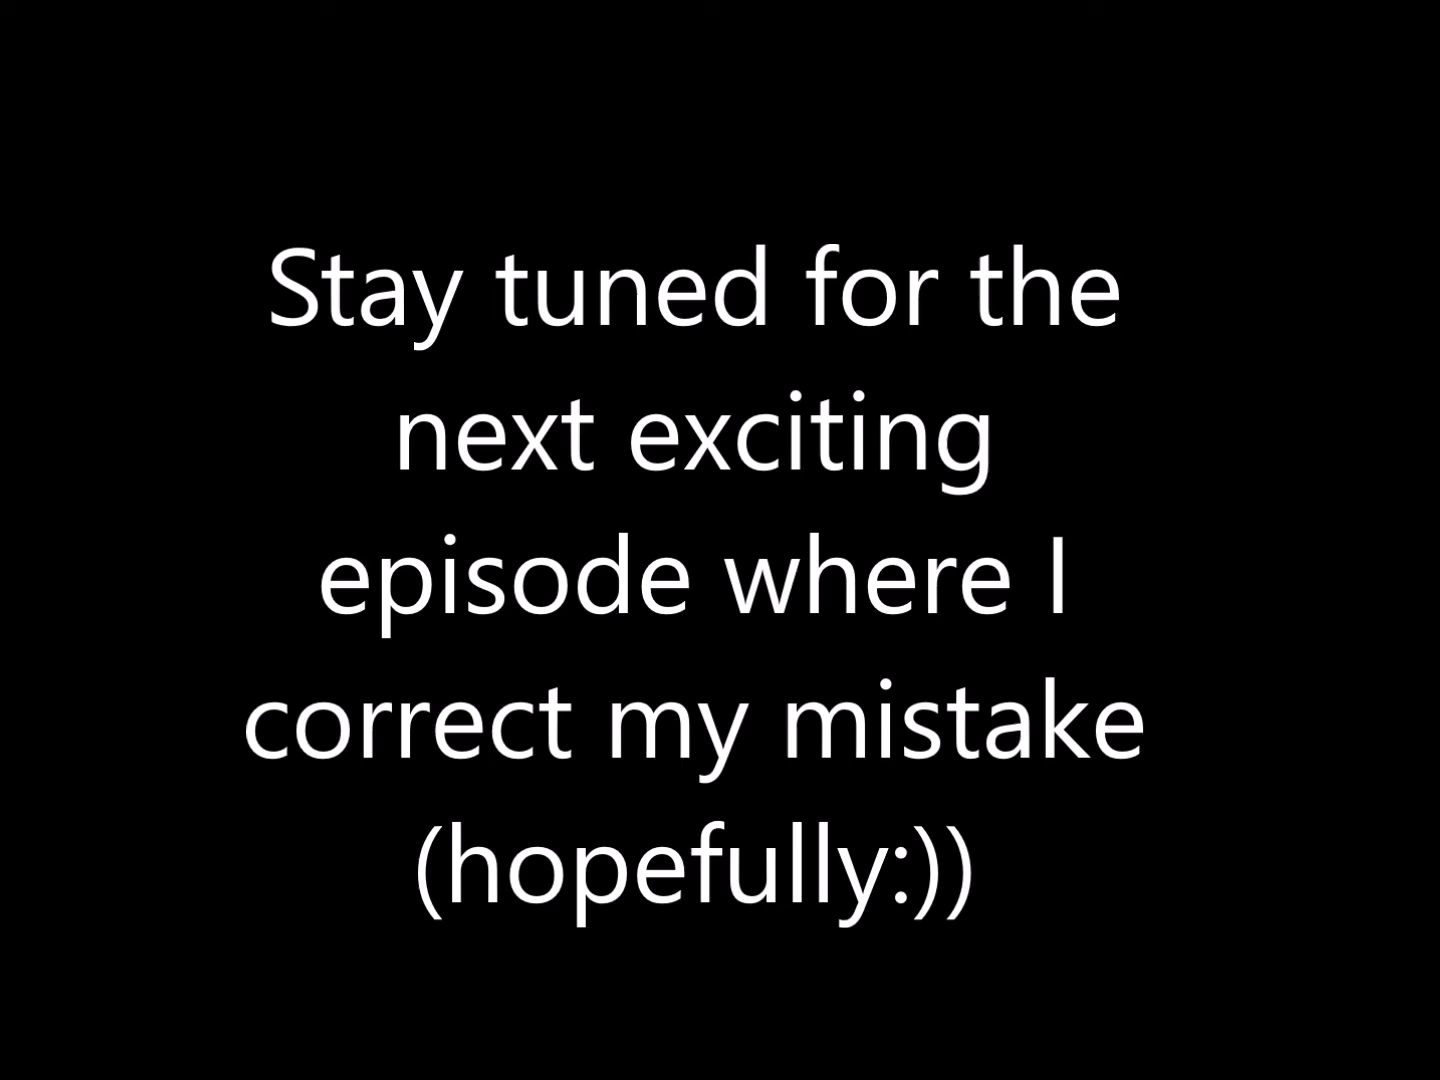 Stay tuned for the
next exciting
episode where I
correct my mistake
(hopefully:))